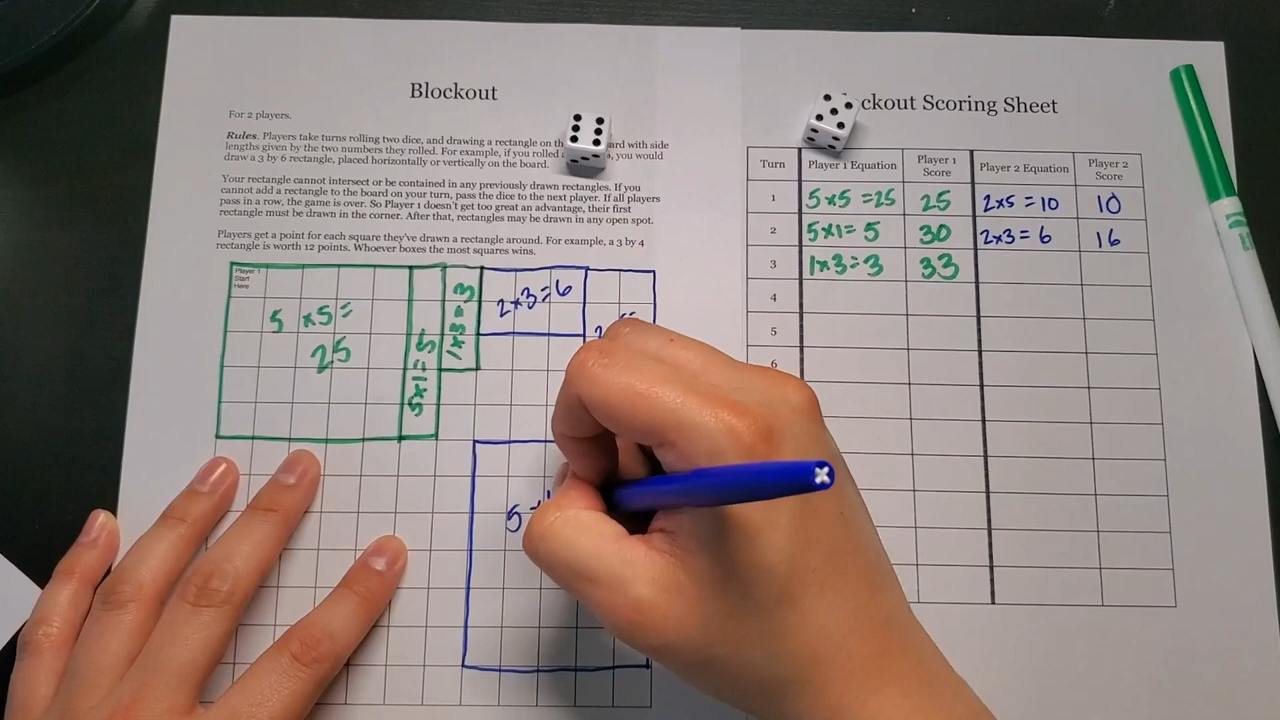 Blockout
For 2 players.
Rules. Players take turns rolling two dice, and drawing a rectangle on ard with side
lengths given by the two numbers they rolled. For example, if you rolled you would
draw a 3 by 6 rectangle, placed horizontally or vertically on the board.
Your rectangle cannot intersect or be contained in any previously drawn rectangles. If you
cannot add a rectangle to the board on your turn, pass the dice to the next player. If all players
pass in a row, the game is over. So Player 1 doesn't get too great an advantage, their first
rectangle must be drawn in the corner. After that, rectangles may be drawn in any open spot.
Players get a point for each square they've drawn a rectangle around. For example, a 3 by 4
rectangle is worth 12 points. Whoever boxes the most squares wins.
Player 1
Start
Here
5 x5=
25
5x1=5
1x3=3
2x3=6
5
ckout Scoring Sheet
Turn Player 1 Equation Player 1 Score Player 2 Equation Player 2 Score
1 5x5=25 25 2x5=10 10
2 5x1=5 30 2x3=6 16
3 1x3=3 33
4
5
6